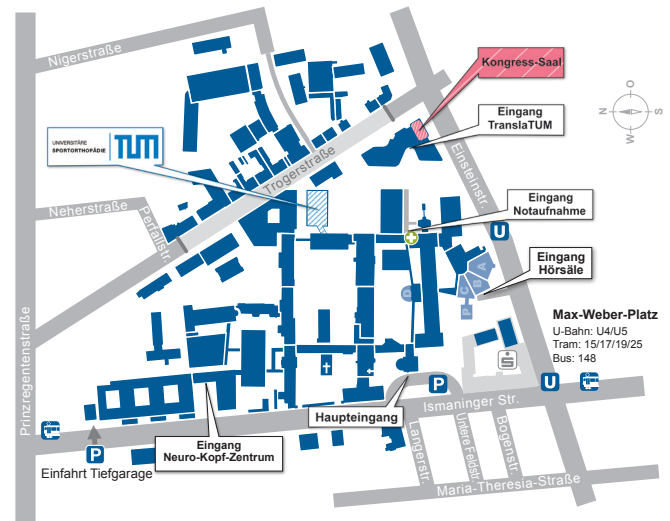 Nigerstraße
Kongress-Saal
Eingang
TranslaTUM
O
N
S
W
UNIVERSITÄRE
SPORTORTHOPÄDIE
TUM
Trogerstraße
Einsteinstr.
Neherstraße
Perfallstr.
Eingang
Notaufnahme
U
Eingang
Hörsäle
A
B
C
D
P
Max-Weber-Platz
U-Bahn: U4/U5
Tram: 15/17/19/25
Bus: 148
Prinzregentenstraße
P
U
Haupteingang
Ismaninger Str.
Eingang
Neuro-Kopf-Zentrum
P
Einfahrt Tiefgarage
Langerstr.
Untere Feldstr.
Bogenstr.
Maria-Theresia-Straße